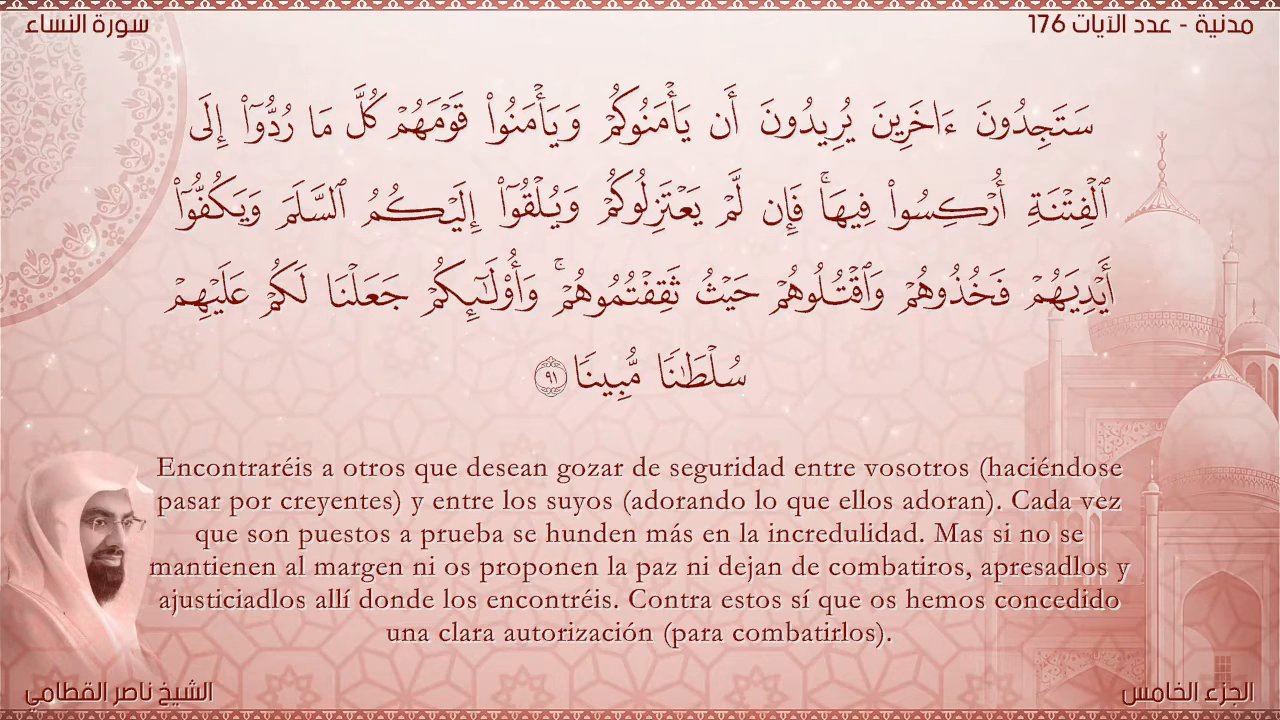 مدنية - عدد الآيات 176
سورة النساء
سَتَجِدُونَ ءَاخَرِينَ يُرِيدُونَ أَن يَأْمَنُوكُمْ وَيَأْمَنُوا۟ قَوْمَهُمْ كُلَّ مَا رُدُّوٓا۟ إِلَى
ٱلْفِتْنَةِ أُرْكِسُوا۟ فِيهَا ۚ فَإِن لَّمْ يَعْتَزِلُوكُمْ وَيُلْقُوٓا۟ إِلَيْكُمُ ٱلسَّلَمَ وَيَكُفُّوٓا۟
أَيْدِيَهُمْ فَخُذُوهُمْ وَٱقْتُلُوهُمْ حَيْثُ ثَقِفْتُمُوهُمْ ۚ وَأُو۟لَـٰٓئِكُمْ جَعَلْنَا لَكُمْ عَلَيْهِمْ
سُلْطَـٰنًا مُّبِينًا ٩١
Encontraréis a otros que desean gozar de seguridad entre vosotros (haciéndose
pasar por creyentes) y entre los suyos (adorando lo que ellos adoran). Cada vez
que son puestos a prueba se hunden más en la incredulidad. Mas si no se
mantienen al margen ni os proponen la paz ni dejan de combatiros, apresadlos y
ajusticiadlos allí donde los encontréis. Contra estos sí que os hemos concedido
una clara autorización (para combatirlos).
الجزء الخامس
الشيخ ناصر القطامي